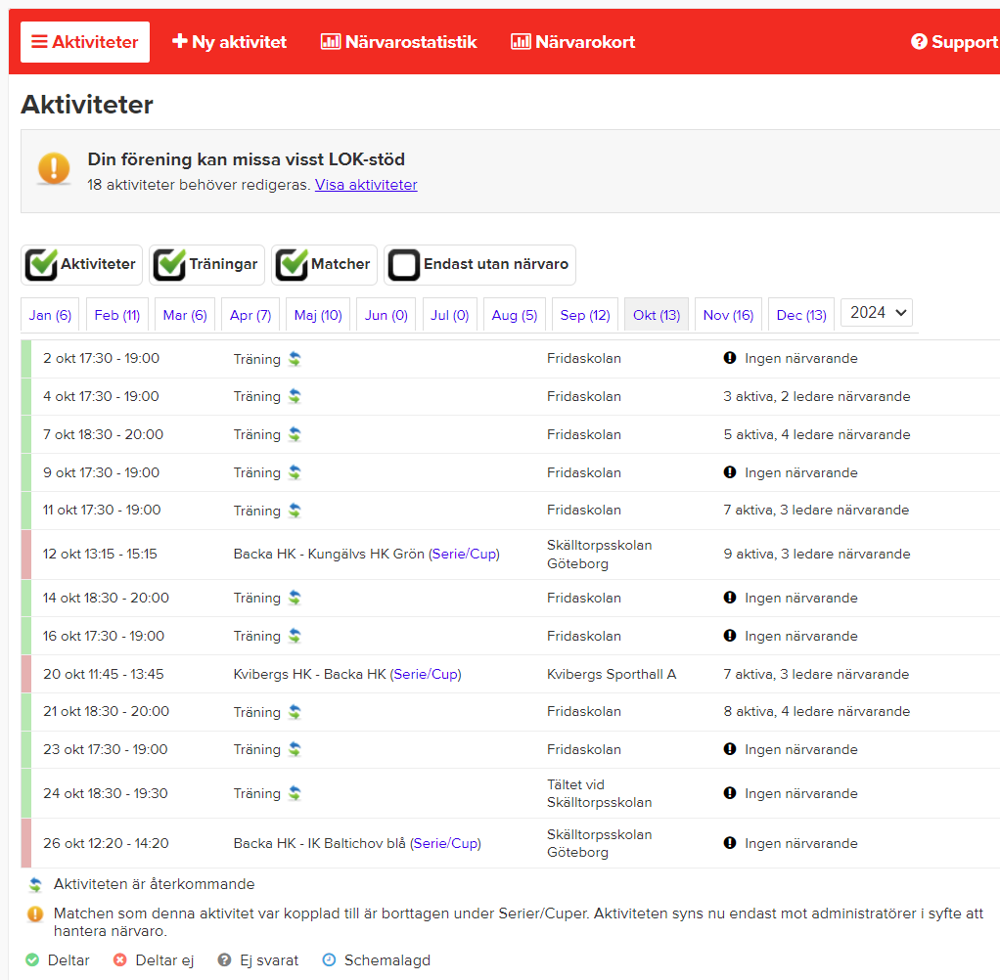 Aktiviteter Ny aktivitet Närvarostatistik Närvarokort Support
Aktiviteter
Din förening kan missa visst LOK-stöd
18 aktiviteter behöver redigeras. Visa aktiviteter
Aktiviteter Träningar Matcher Endast utan närvaro
Jan (6) Feb (11) Mar (6) Apr (7) Maj (10) Jun (0) Jul (0) Aug (5) Sep (12) Okt (13) Nov (16) Dec (13) 2024
2 okt 17:30 - 19:00 Träning Fridaskolan Ingen närvarande
4 okt 17:30 - 19:00 Träning Fridaskolan 3 aktiva, 2 ledare närvarande
7 okt 18:30 - 20:00 Träning Fridaskolan 5 aktiva, 4 ledare närvarande
9 okt 17:30 - 19:00 Träning Fridaskolan Ingen närvarande
11 okt 17:30 - 19:00 Träning Fridaskolan 7 aktiva, 3 ledare närvarande
12 okt 13:15 - 15:15 Backa HK - Kungälvs HK Grön (Serie/Cup) Skälltorpsskolan
Göteborg 9 aktiva, 3 ledare närvarande
14 okt 18:30 - 20:00 Träning Fridaskolan Ingen närvarande
16 okt 17:30 - 19:00 Träning Fridaskolan Ingen närvarande
20 okt 11:45 - 13:45 Kvibergs HK - Backa HK (Serie/Cup) Kvibergs Sporthall A 7 aktiva, 3 ledare närvarande
21 okt 18:30 - 20:00 Träning Fridaskolan 8 aktiva, 4 ledare närvarande
23 okt 17:30 - 19:00 Träning Fridaskolan Ingen närvarande
24 okt 18:30 - 19:30 Träning Tältet vid
Skälltorpsskolan Ingen närvarande
26 okt 12:20 - 14:20 Backa HK - IK Baltichov blå (Serie/Cup) Skälltorpsskolan
Göteborg Ingen närvarande
Aktiviteten är återkommande
Matchen som denna aktivitet var kopplad till är borttagen under Serier/Cuper. Aktiviteten syns nu endast mot administratörer i syfte att
hantera närvaro.
Deltar Deltar ej Ej svarat Schemalagd